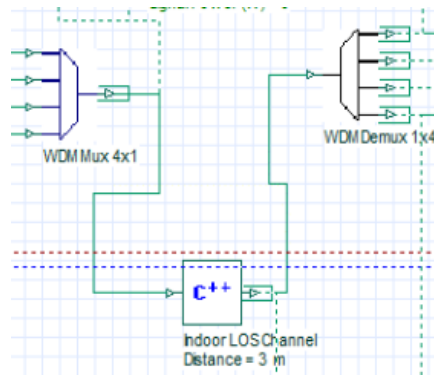 WDM Mux 4x1
WDM Demux 1x4
C++
Indoor LOS Channel
Distance = 3 m